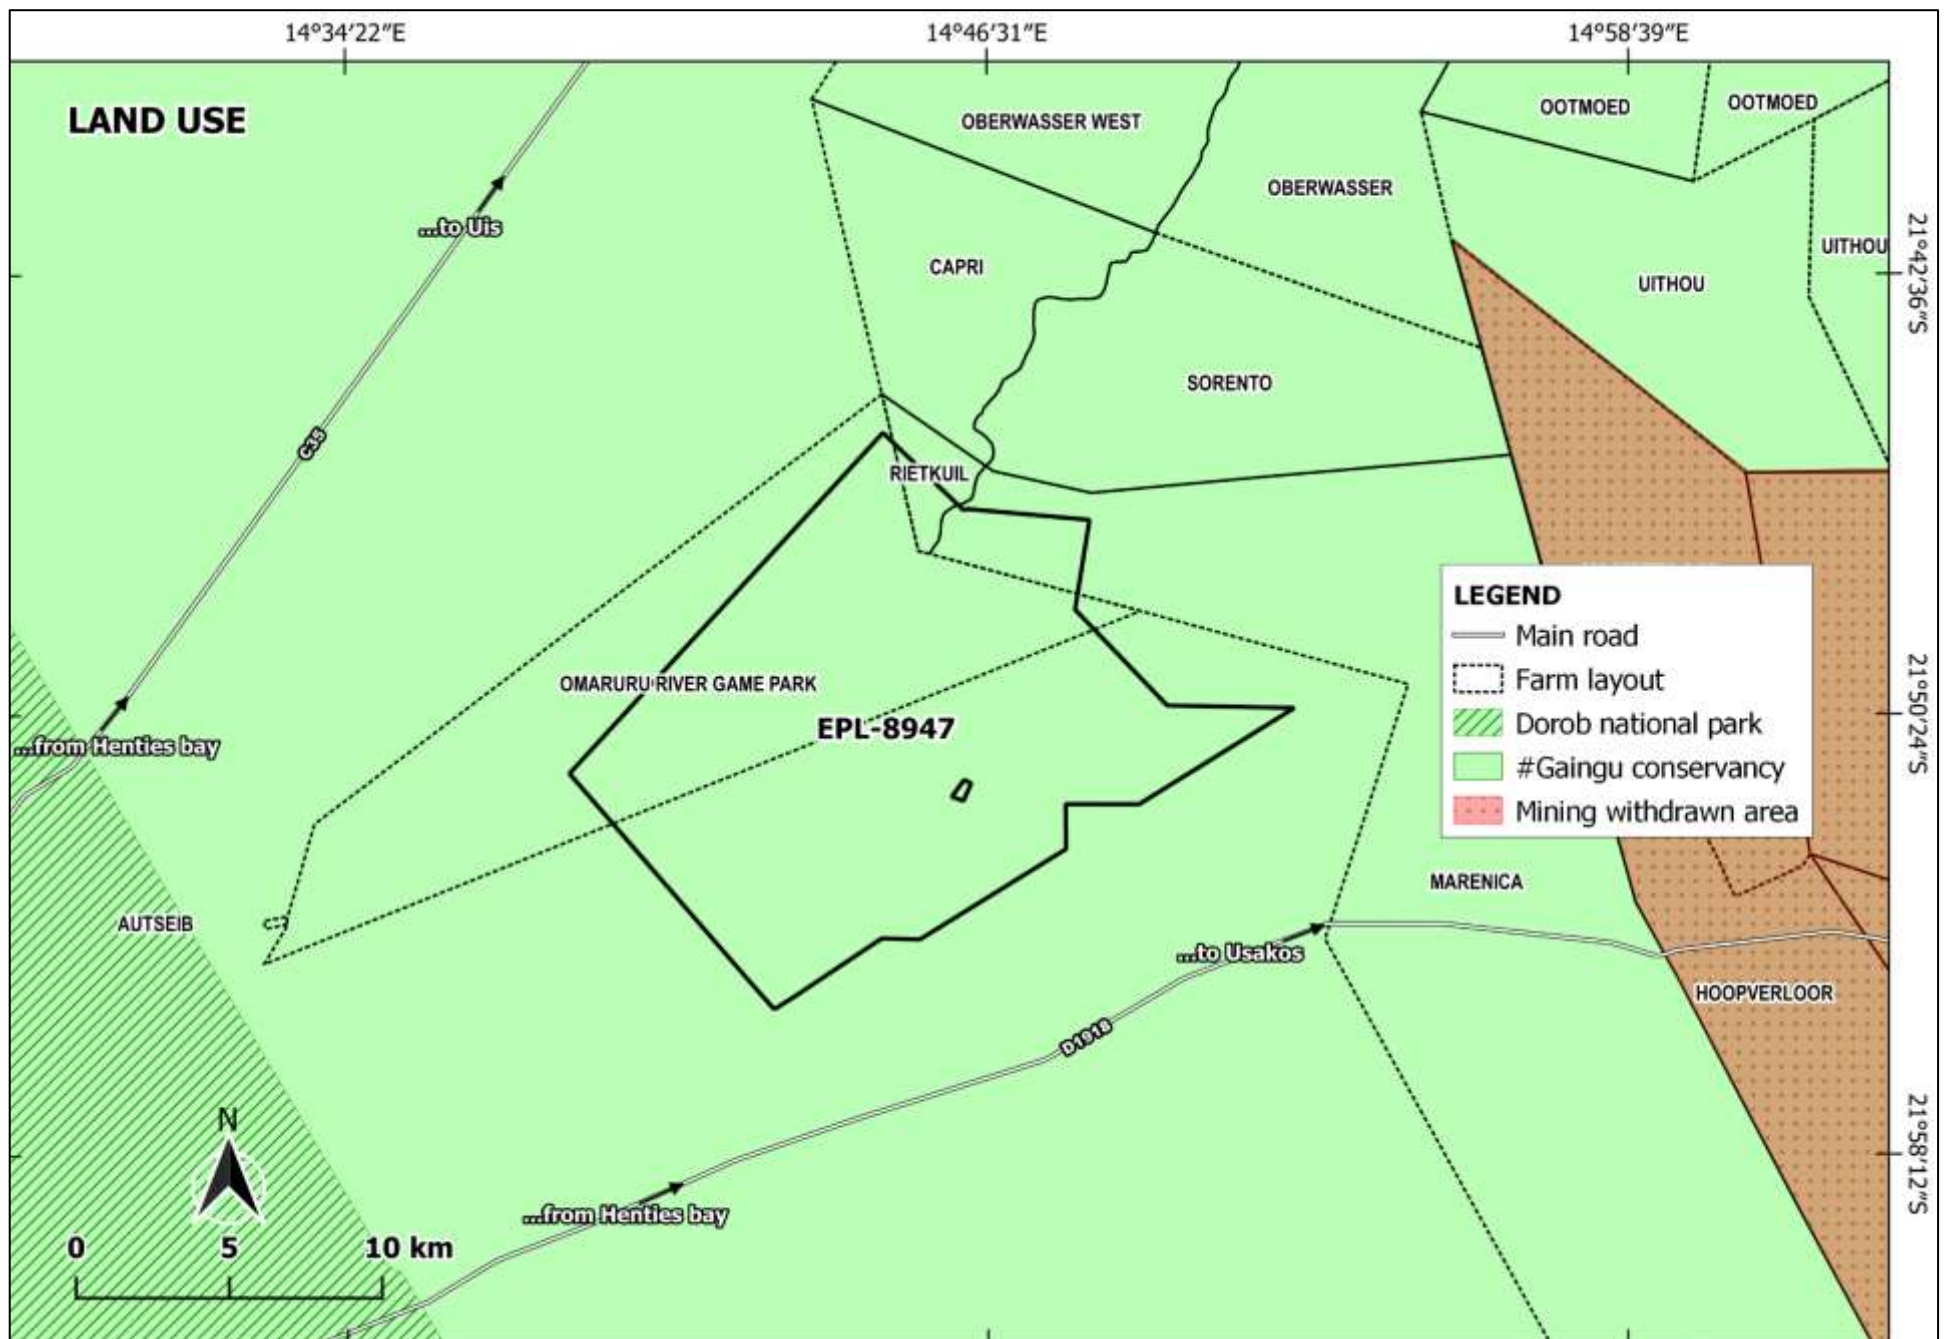 14°34′22″E
14°46′31″E
14°58′39″E
LAND USE
OBERWASSER WEST
OOTMOED
OOTMOED
OBERWASSER
...to Uis
CAPRI
UITHOU
UITHOU
21°42′36″S
SORENTO
C35
RIETKUIL
OMARURU RIVER GAME PARK
EPL-8947
...from Henties bay
LEGEND
Main road
Farm layout
Dorob national park
#Gaingu conservancy
Mining withdrawn area
21°50′24″S
MARENICA
AUTSEIB
...to Usakos
HOOPVERLOOR
D1918
N
21°58′12″S
...from Henties bay
0 5 10 km